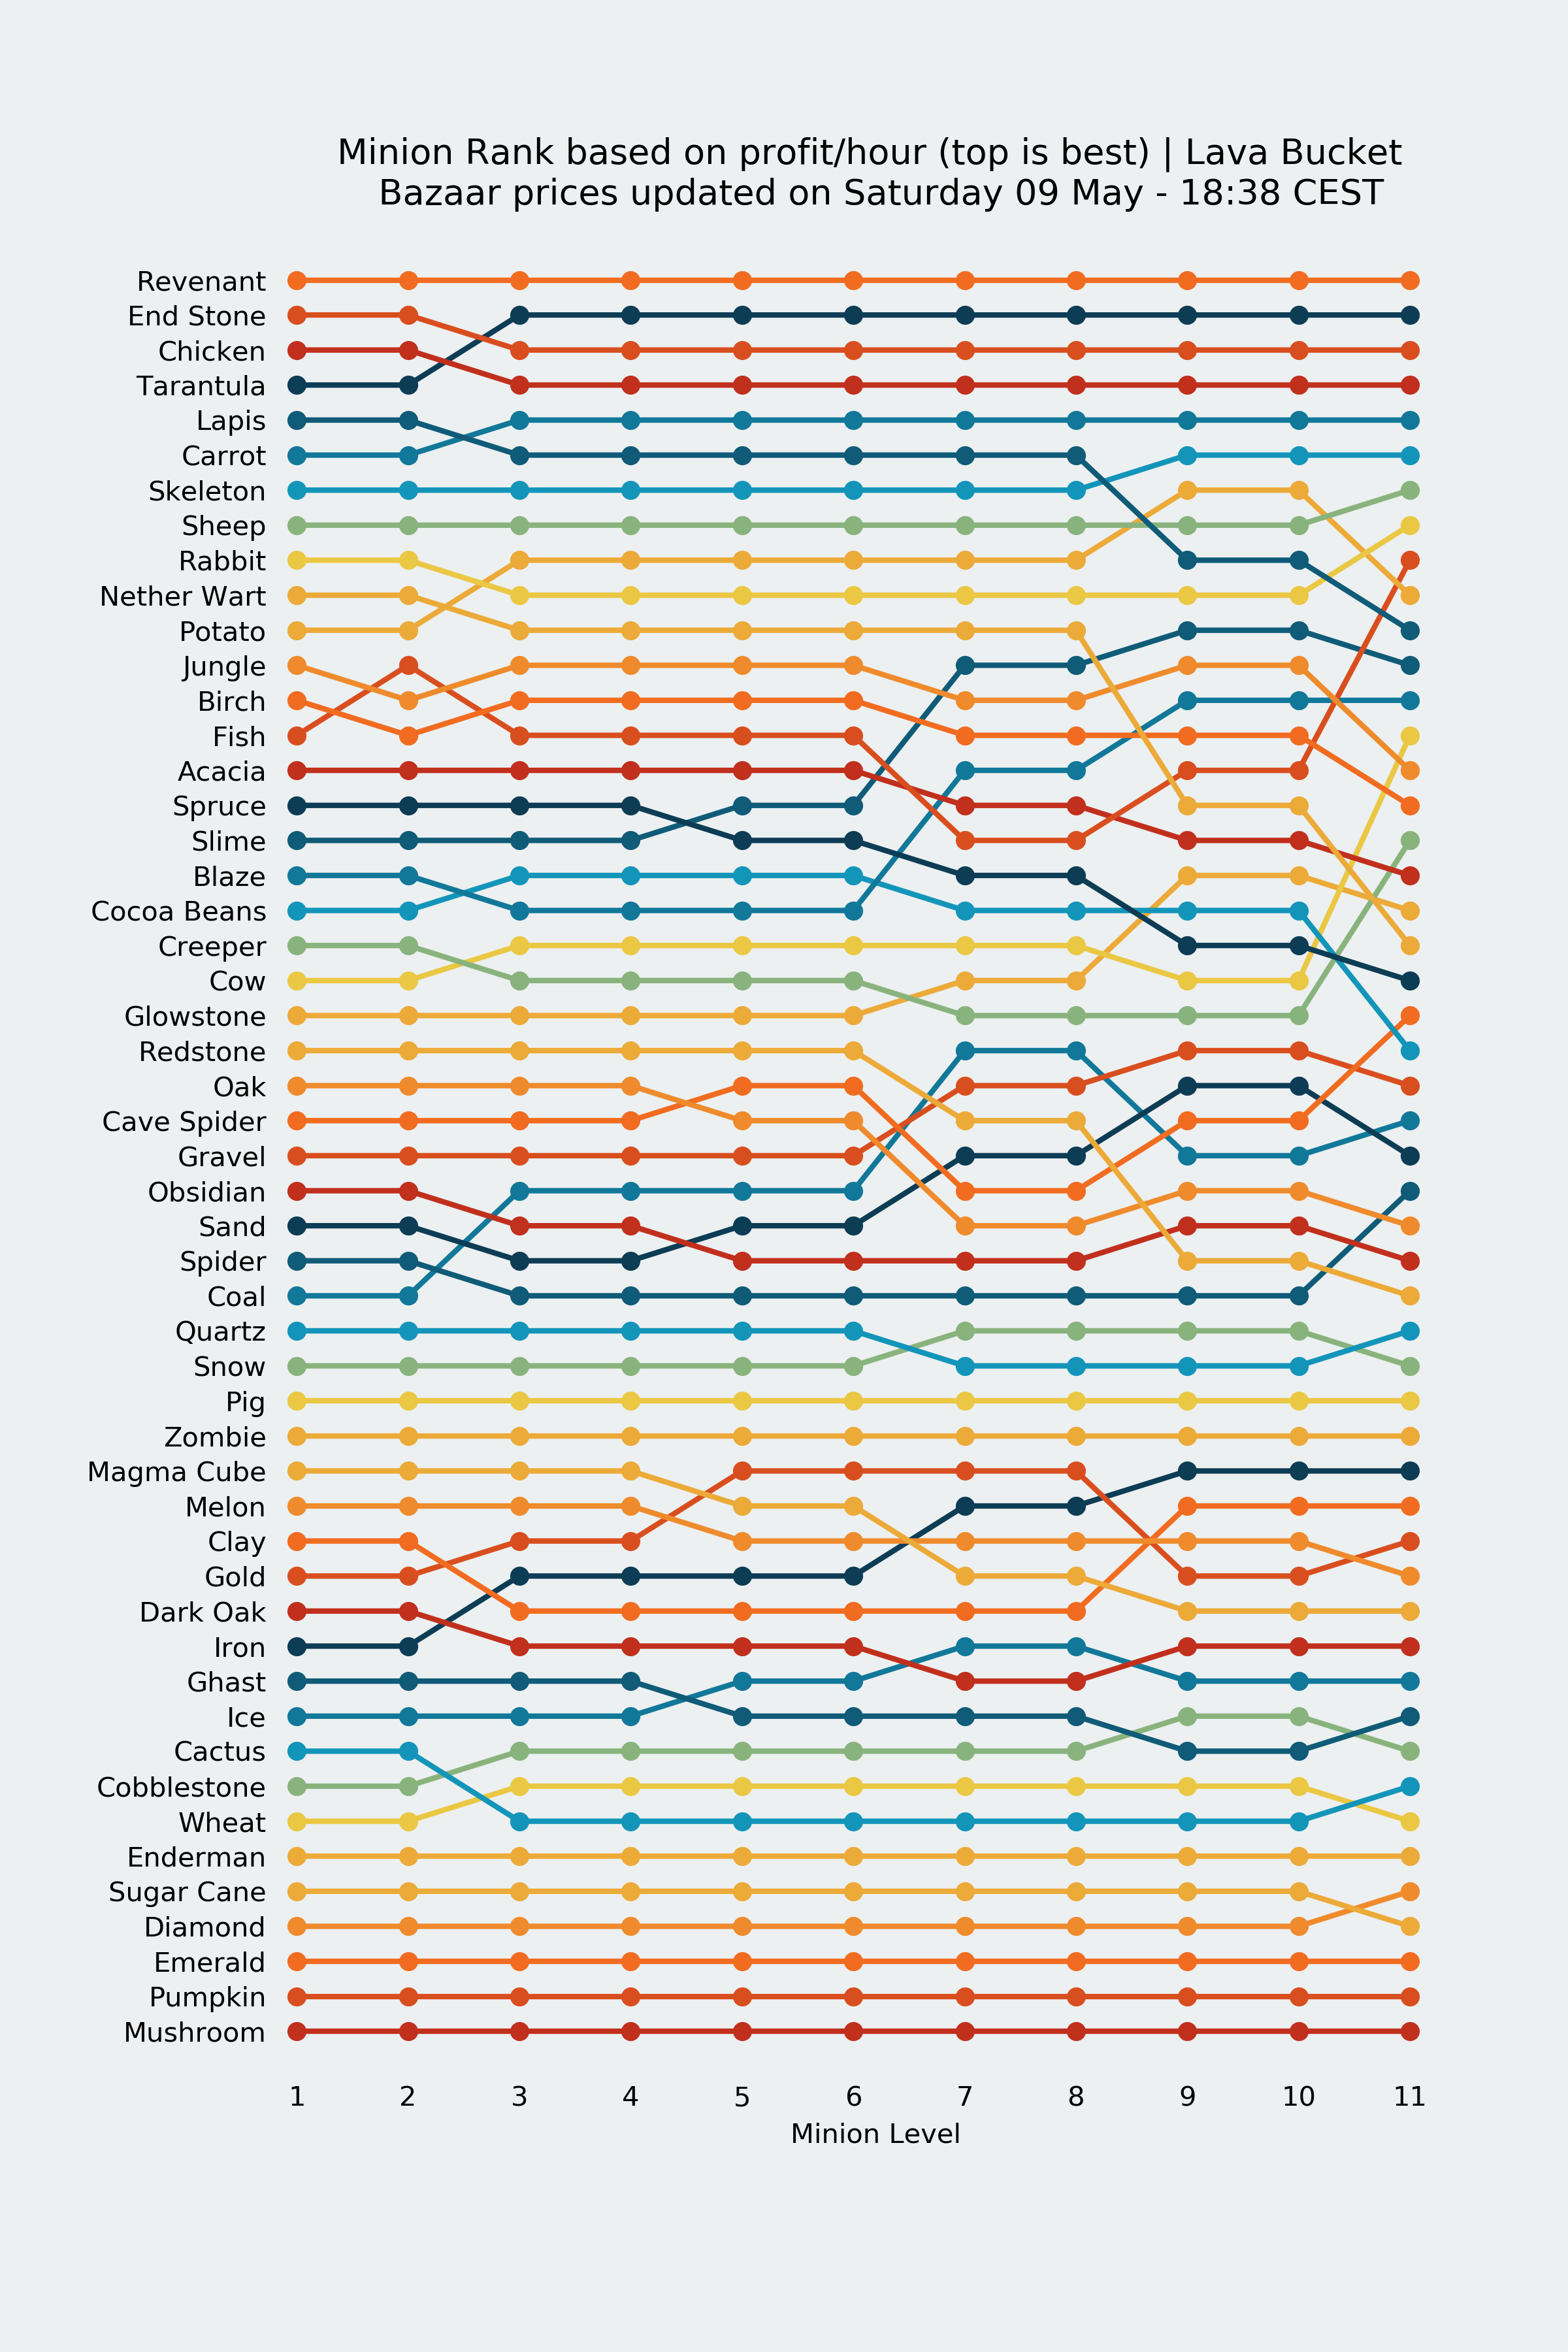 Minion Rank based on profit/hour (top is best) | Lava Bucket
Bazaar prices updated on Saturday 09 May - 18:38 CEST
Revenant
End Stone
Chicken
Tarantula
Lapis
Carrot
Skeleton
Sheep
Rabbit
Nether Wart
Potato
Jungle
Birch
Fish
Acacia
Spruce
Slime
Blaze
Cocoa Beans
Creeper
Cow
Glowstone
Redstone
Oak
Cave Spider
Gravel
Obsidian
Sand
Spider
Coal
Quartz
Snow
Pig
Zombie
Magma Cube
Melon
Clay
Gold
Dark Oak
Iron
Ghast
Ice
Cactus
Cobblestone
Wheat
Enderman
Sugar Cane
Diamond
Emerald
Pumpkin
Mushroom
1 2 3 4 5 6 7 8 9 10 11
Minion Level